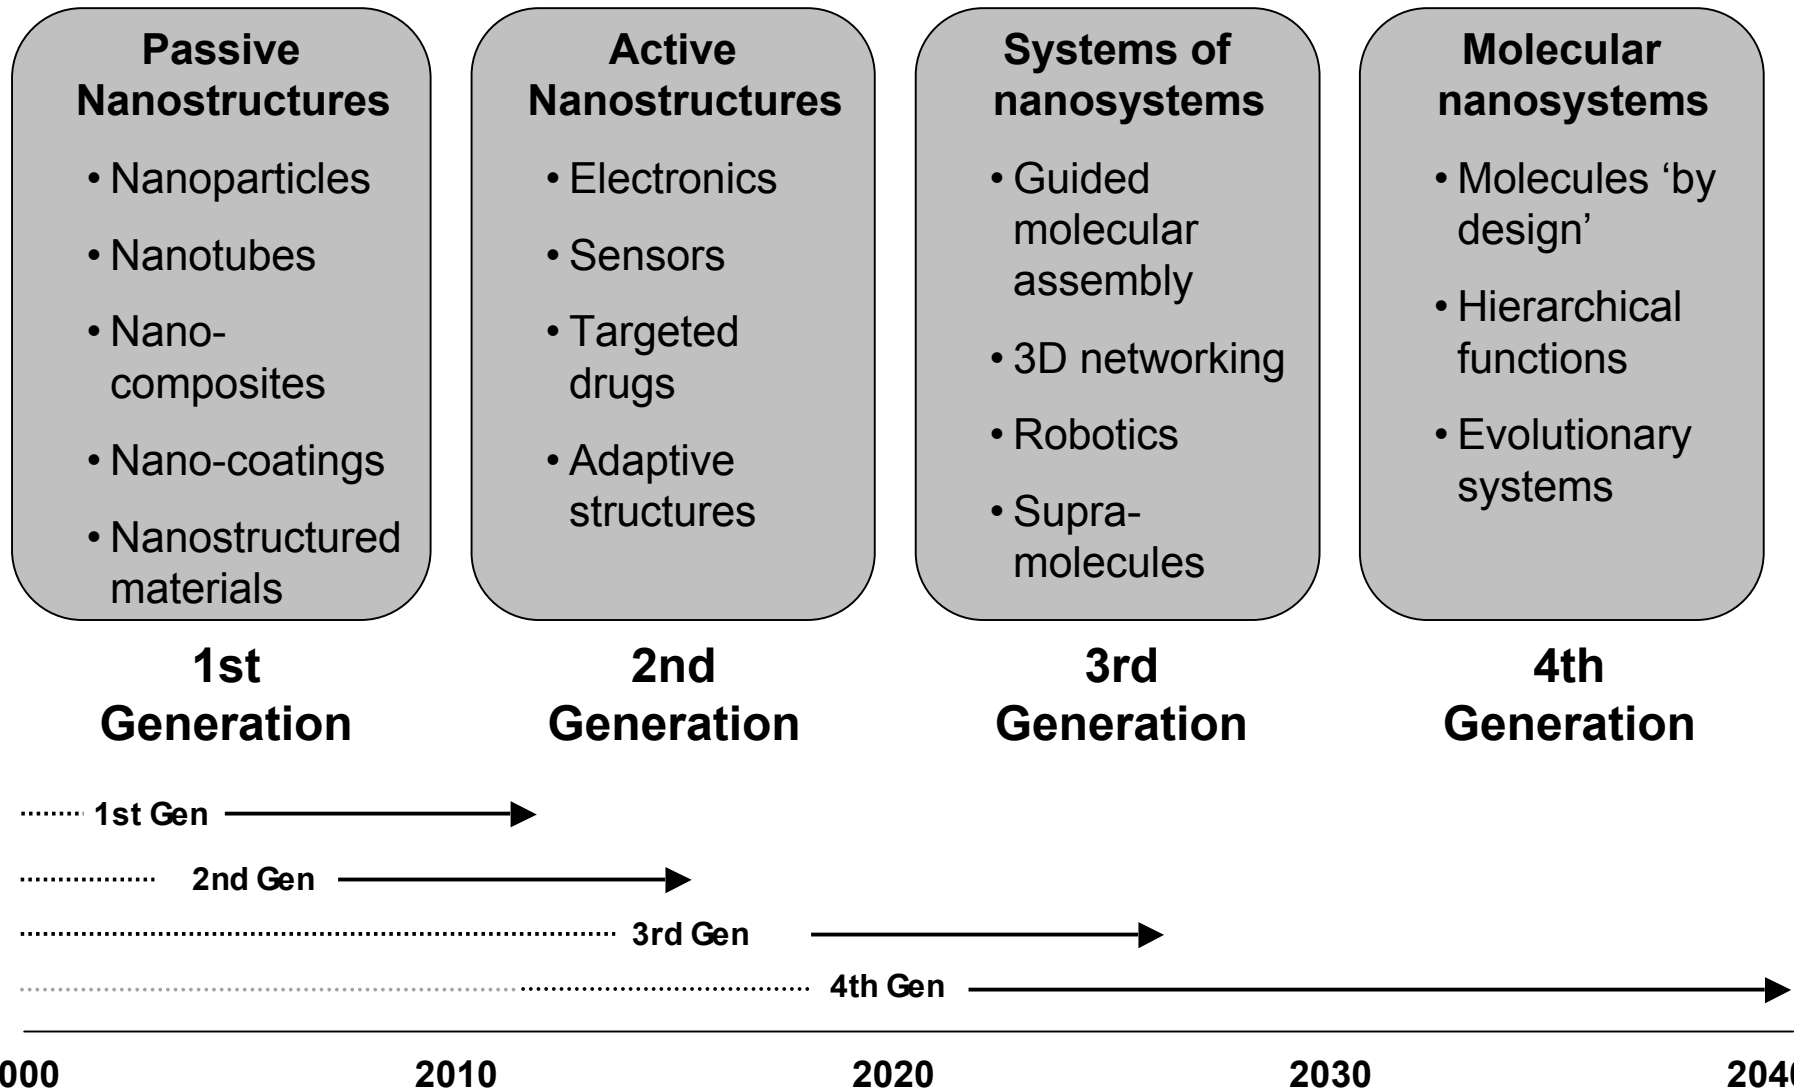 Passive
Nanostructures
• Nanoparticles
• Nanotubes
• Nano-
composites
• Nano-coatings
• Nanostructured
materials
Active
Nanostructures
• Electronics
• Sensors
• Targeted
drugs
• Adaptive
structures
Systems of
nanosystems
• Guided
molecular
assembly
• 3D networking
• Robotics
• Supra-
molecules
Molecular
nanosystems
• Molecules ‘by
design’
• Hierarchical
functions
• Evolutionary
systems
1st
Generation
2nd
Generation
3rd
Generation
4th
Generation
1st Gen
2nd Gen
3rd Gen
4th Gen
000 2010 2020 2030 2040